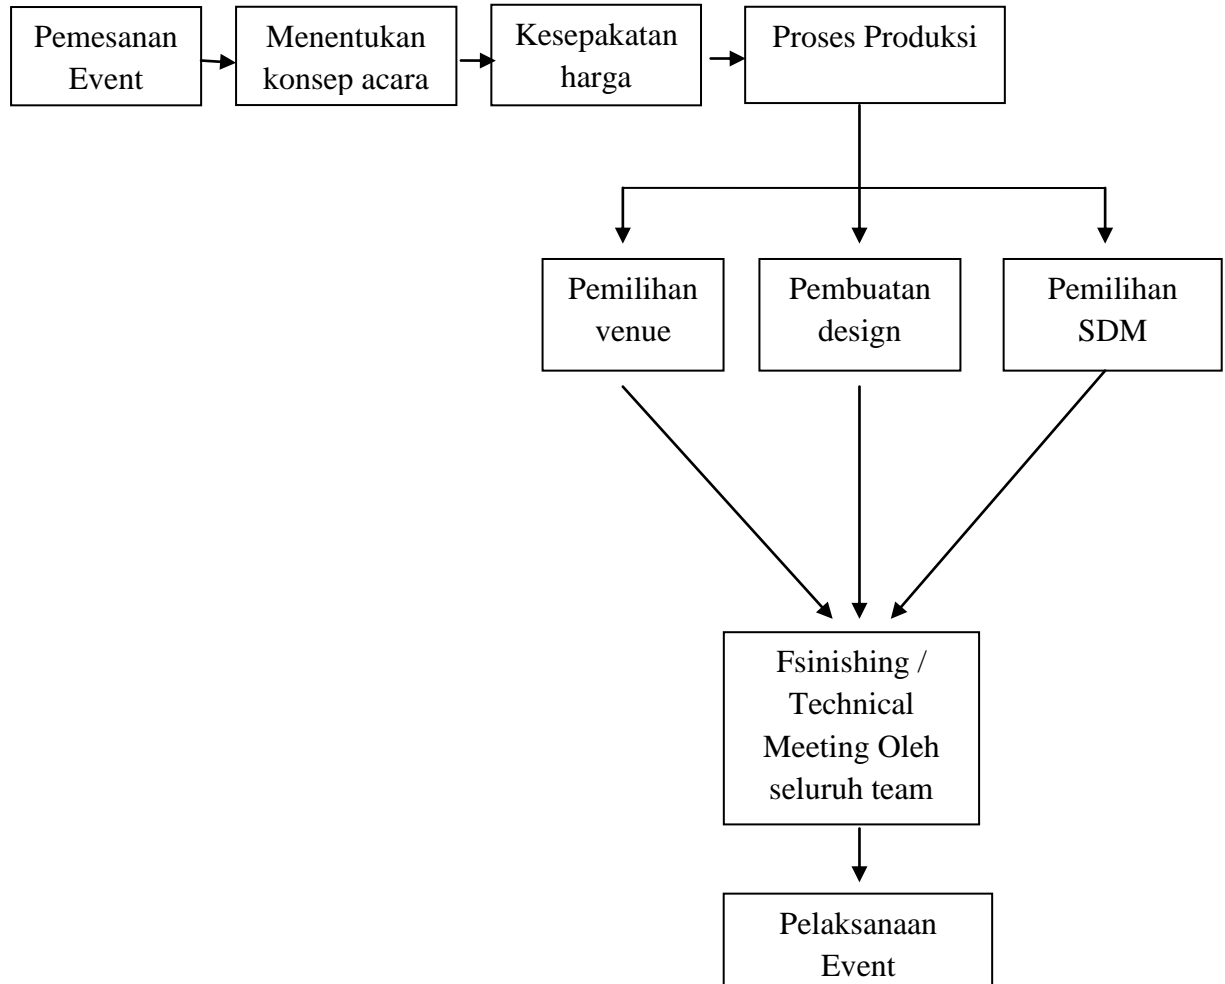 Pemesanan
Event
Menentukan
konsep acara
Kesepakatan
harga
Proses Produksi
Pemilihan
venue
Pembuatan
design
Pemilihan
SDM
Fsinishing /
Technical
Meeting Oleh
seluruh team
Pelaksanaan
Event